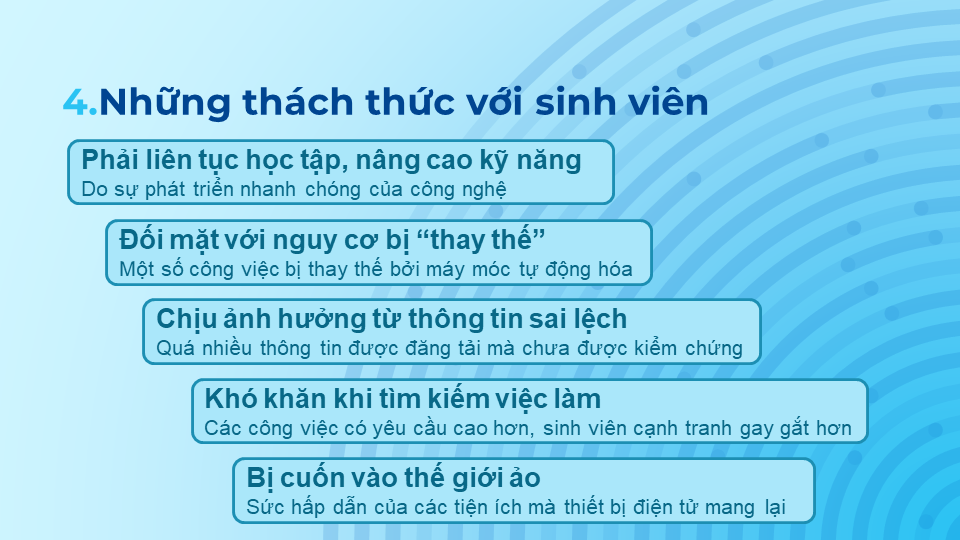 4.Những thách thức với sinh viên
Phải liên tục học tập, nâng cao kỹ năng
Do sự phát triển nhanh chóng của công nghệ
Đối mặt với nguy cơ bị “thay thế”
Một số công việc bị thay thế bởi máy móc tự động hóa
Chịu ảnh hưởng từ thông tin sai lệch
Quá nhiều thông tin được đăng tải mà chưa được kiểm chứng
Khó khăn khi tìm kiếm việc làm
Các công việc có yêu cầu cao hơn, sinh viên cạnh tranh gay gắt hơn
Bị cuốn vào thế giới ảo
Sức hấp dẫn của các tiện ích mà thiết bị điện tử mang lại